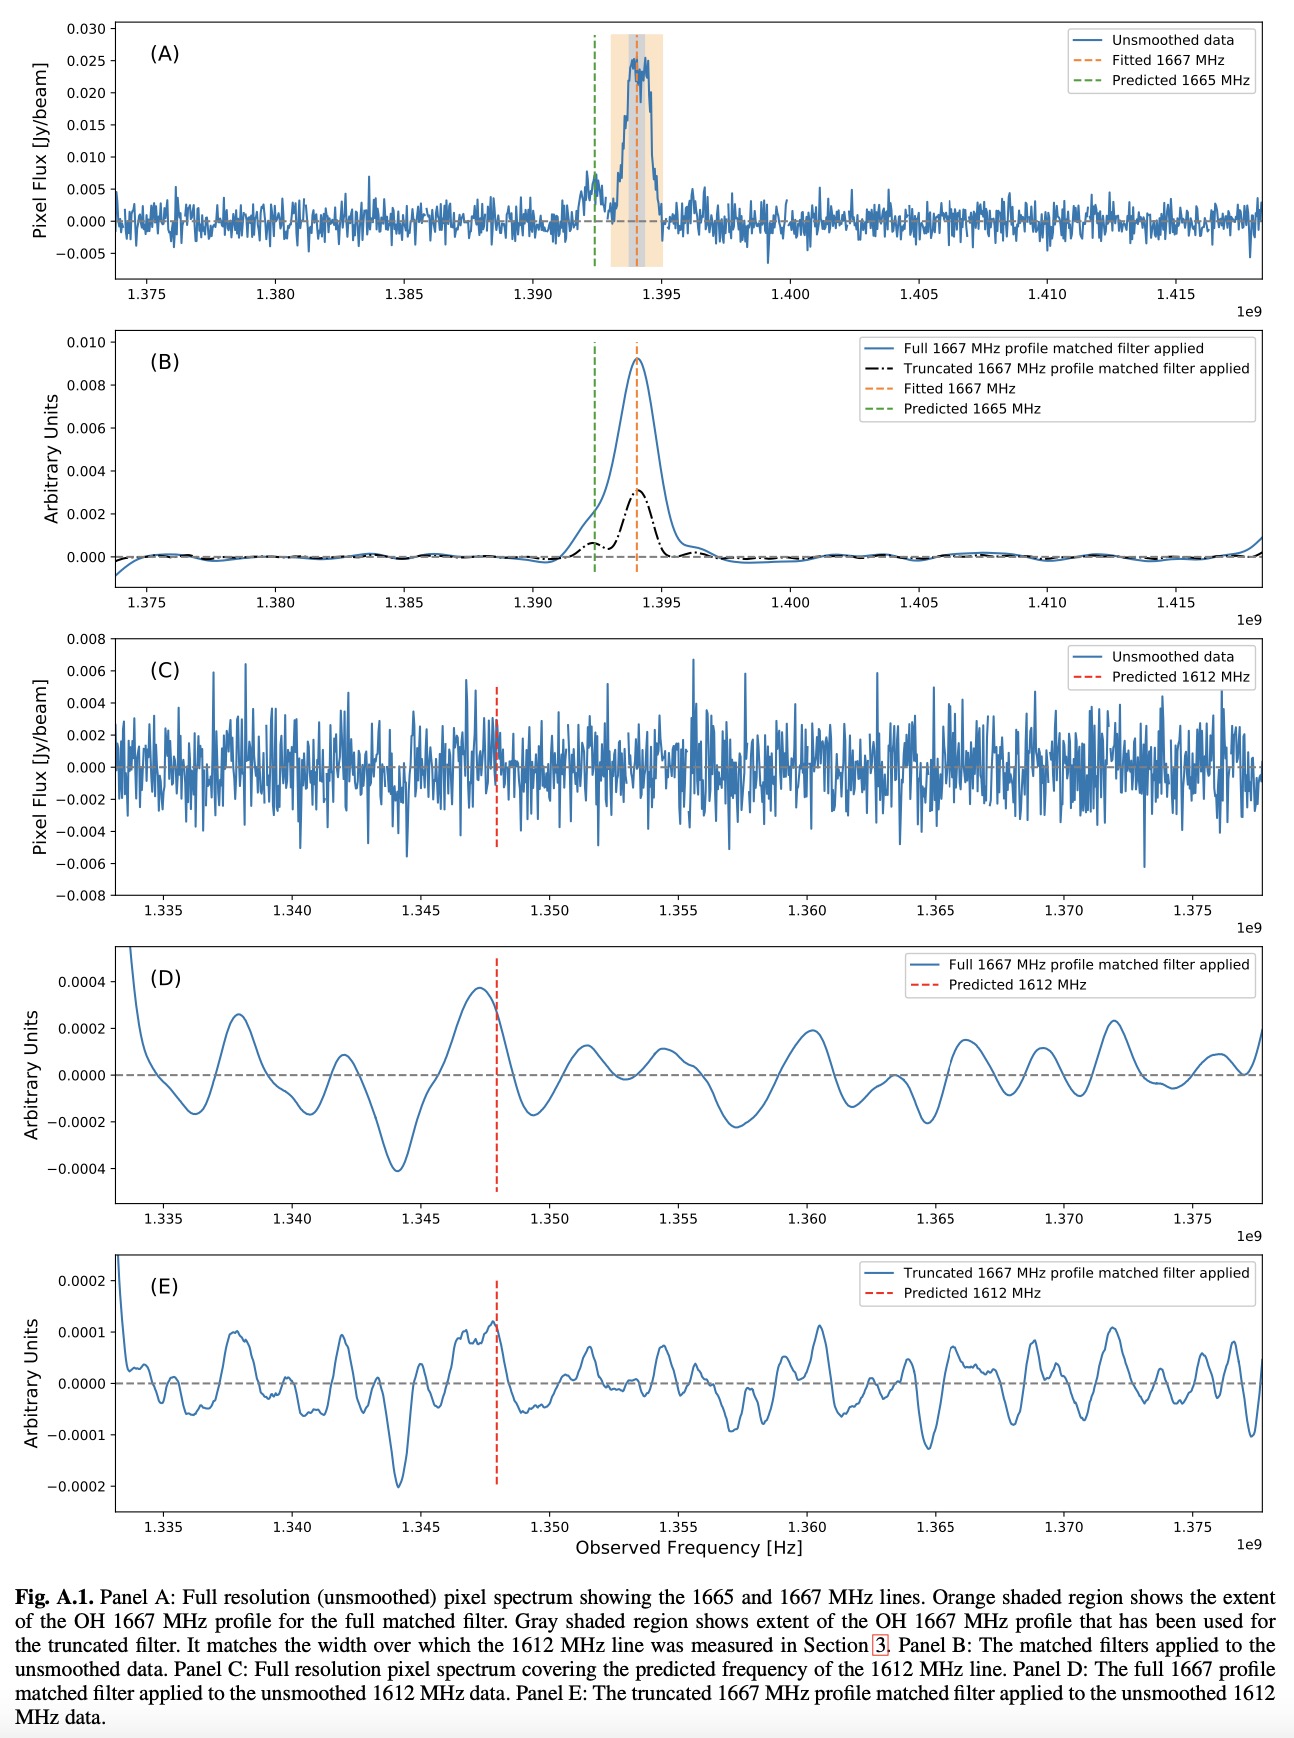 (A)
Pixel Flux [Jy/beam]
0.030
0.025
0.020
0.015
0.010
0.005
0.000
−0.005
Unsmoothed data
Fitted 1667 MHz
Predicted 1665 MHz
1.375 1.380 1.385 1.390 1.395 1.400 1.405 1.410 1.415
1e9
(B)
Arbitrary Units
0.010
0.008
0.006
0.004
0.002
0.000
Full 1667 MHz profile matched filter applied
Truncated 1667 MHz profile matched filter applied
Fitted 1667 MHz
Predicted 1665 MHz
1.375 1.380 1.385 1.390 1.395 1.400 1.405 1.410 1.415
1e9
(C)
Pixel Flux [Jy/beam]
0.008
0.006
0.004
0.002
0.000
−0.002
−0.004
−0.006
−0.008
Unsmoothed data
Predicted 1612 MHz
1.335 1.340 1.345 1.350 1.355 1.360 1.365 1.370 1.375
1e9
(D)
Arbitrary Units
0.0004
0.0002
0.0000
−0.0002
−0.0004
Full 1667 MHz profile matched filter applied
Predicted 1612 MHz
1.335 1.340 1.345 1.350 1.355 1.360 1.365 1.370 1.375
1e9
(E)
Arbitrary Units
0.0002
0.0001
0.0000
−0.0001
−0.0002
Truncated 1667 MHz profile matched filter applied
Predicted 1612 MHz
1.335 1.340 1.345 1.350 1.355 1.360 1.365 1.370 1.375
Observed Frequency [Hz]
1e9
Fig. A.1. Panel A: Full resolution (unsmoothed) pixel spectrum showing the 1665 and 1667 MHz lines. Orange shaded region shows the extent
of the OH 1667 MHz profile for the full matched filter. Gray shaded region shows extent of the OH 1667 MHz profile that has been used for
the truncated filter. It matches the width over which the 1612 MHz line was measured in Section 3. Panel B: The matched filters applied to the
unsmoothed data. Panel C: Full resolution pixel spectrum covering the predicted frequency of the 1612 MHz line. Panel D: The full 1667 profile
matched filter applied to the unsmoothed 1612 MHz data. Panel E: The truncated 1667 MHz profile matched filter applied to the unsmoothed 1612
MHz data.